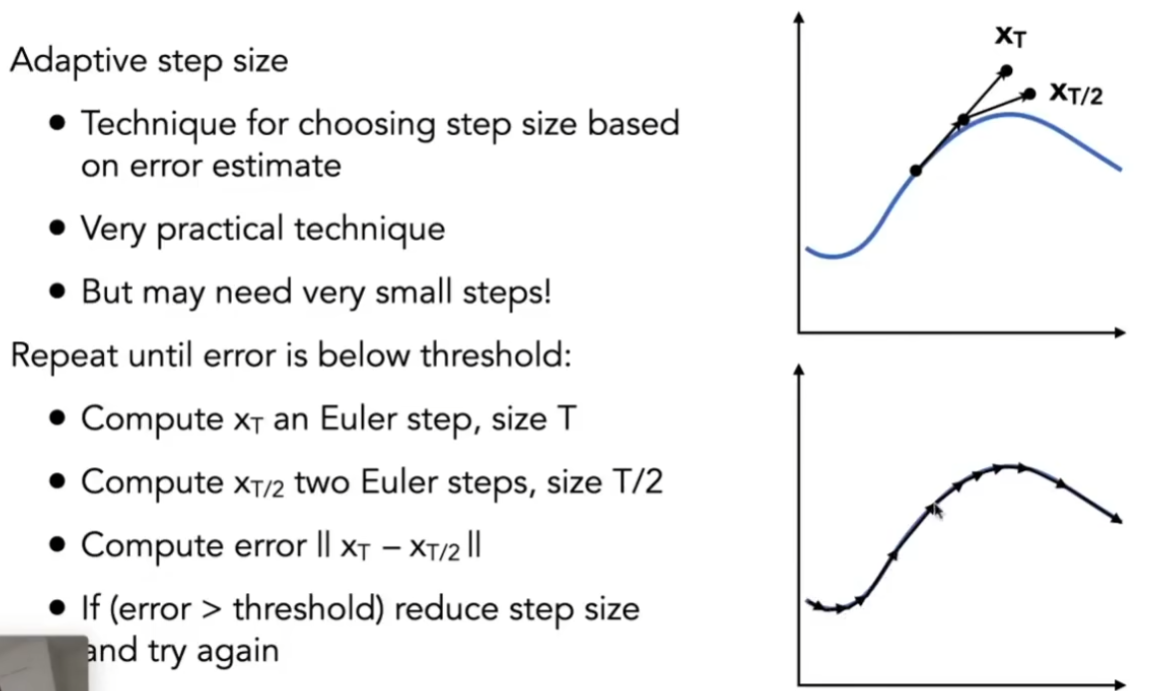 Adaptive step size
● Technique for choosing step size based
on error estimate
● Very practical technique
● But may need very small steps!
Repeat until error is below threshold:
● Compute xT an Euler step, size T
● Compute xT/2 two Euler steps, size T/2
● Compute error || xT – xT/2 ||
● If (error > threshold) reduce step size
and try again
xT
xT/2